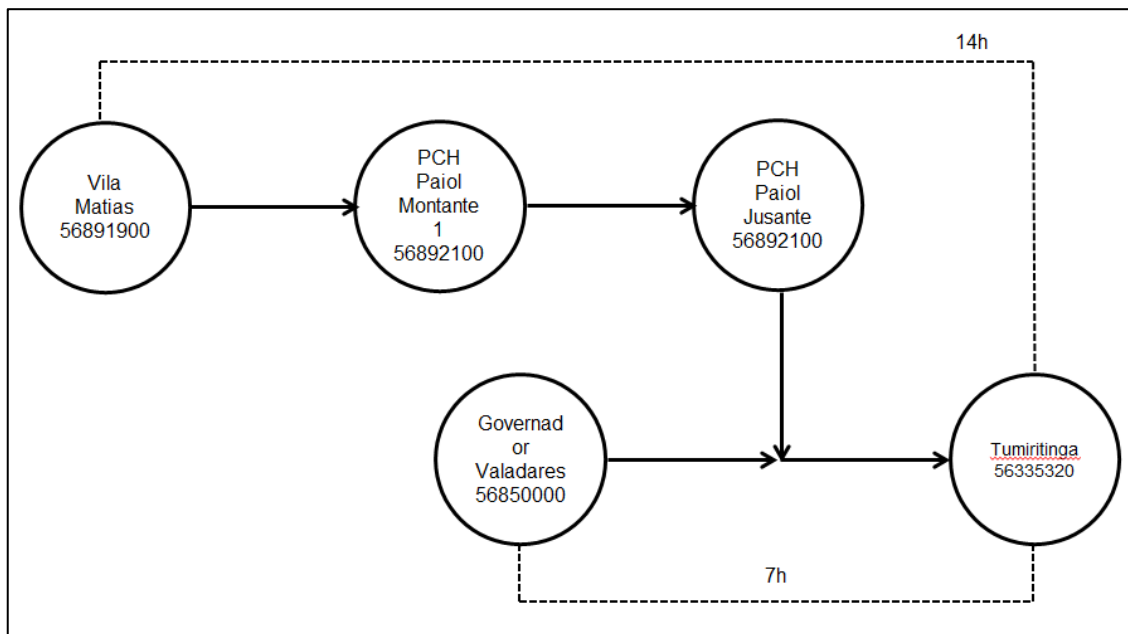 14h
Vila
Matias
56891900
PCH
Paiol
Montante
1
56892100
PCH
Paiol
Jusante
56892100
Governad
or
Valadares
56850000
Tumiritinga
56335320
7h